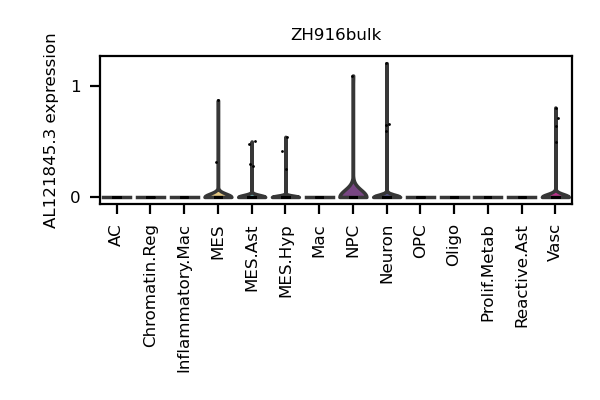 ZH916bulk
AL121845.3 expression
1
0
AC
Chromatin.Reg
Inflammatory.Mac
MES
MES.Ast
MES.Hyp
Mac
NPC
Neuron
OPC
Oligo
Prolif.Metab
Reactive.Ast
Vasc